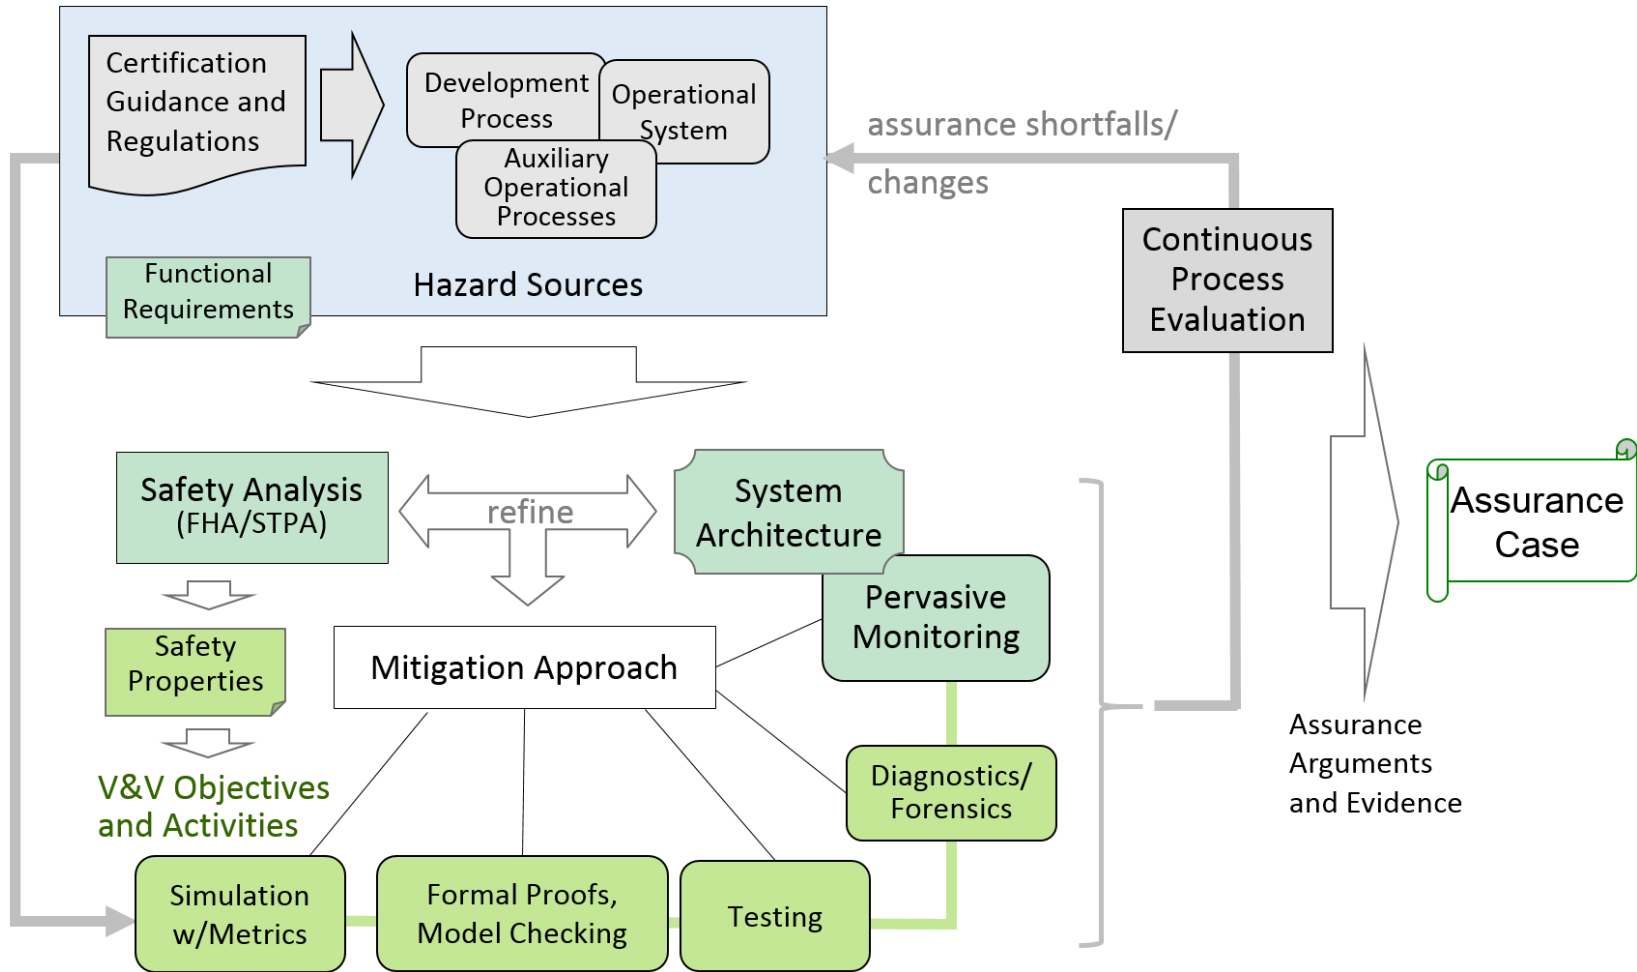 Certification
Guidance and
Regulations
Development
Process
Operational
System
Auxiliary
Operational
Processes
Functional
Requirements
Hazard Sources
assurance shortfalls/
changes
Continuous
Process
Evaluation
Safety Analysis
(FHA/STPA)
refine
System
Architecture
Pervasive
Monitoring
Assurance
Case
Safety
Properties
Mitigation Approach
Assurance
Arguments
and Evidence
V&V Objectives
and Activities
Diagnostics/
Forensics
Simulation
w/Metrics
Formal Proofs,
Model Checking
Testing